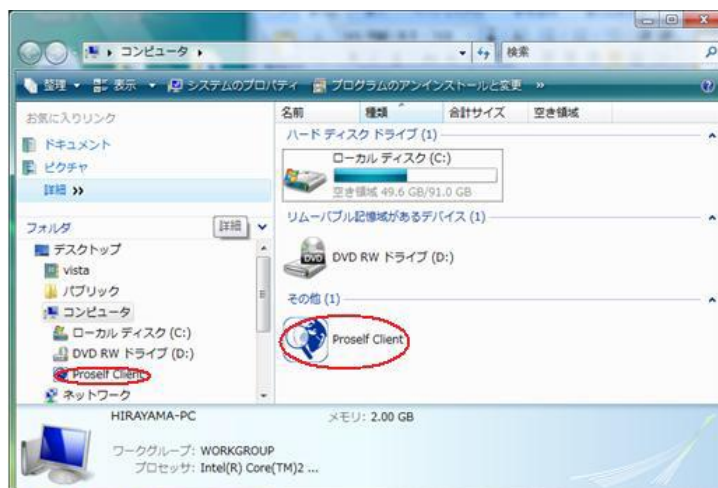 コンピュータ
検索
整理 表示 システムのプロパティ プログラムのアンインストールと変更 »
お気に入りリンク
ドキュメント
ピクチャ
詳細 »
フォルダ
詳細
デスクトップ
vista
パブリック
コンピュータ
ローカル ディスク (C:)
DVD RW ドライブ (D:)
Proself Client
ネットワーク
名前 種類 合計サイズ 空き領域
ハード ディスク ドライブ (1)
ローカル ディスク (C:)
空き領域 49.6 GB/91.0 GB
リムーバブル記憶域があるデバイス (1)
DVD RW ドライブ (D:)
その他 (1)
Proself Client
HIRAYAMA-PC メモリ: 2.00 GB
ワークグループ: WORKGROUP
プロセッサ: Intel(R) Core(TM)2 ...